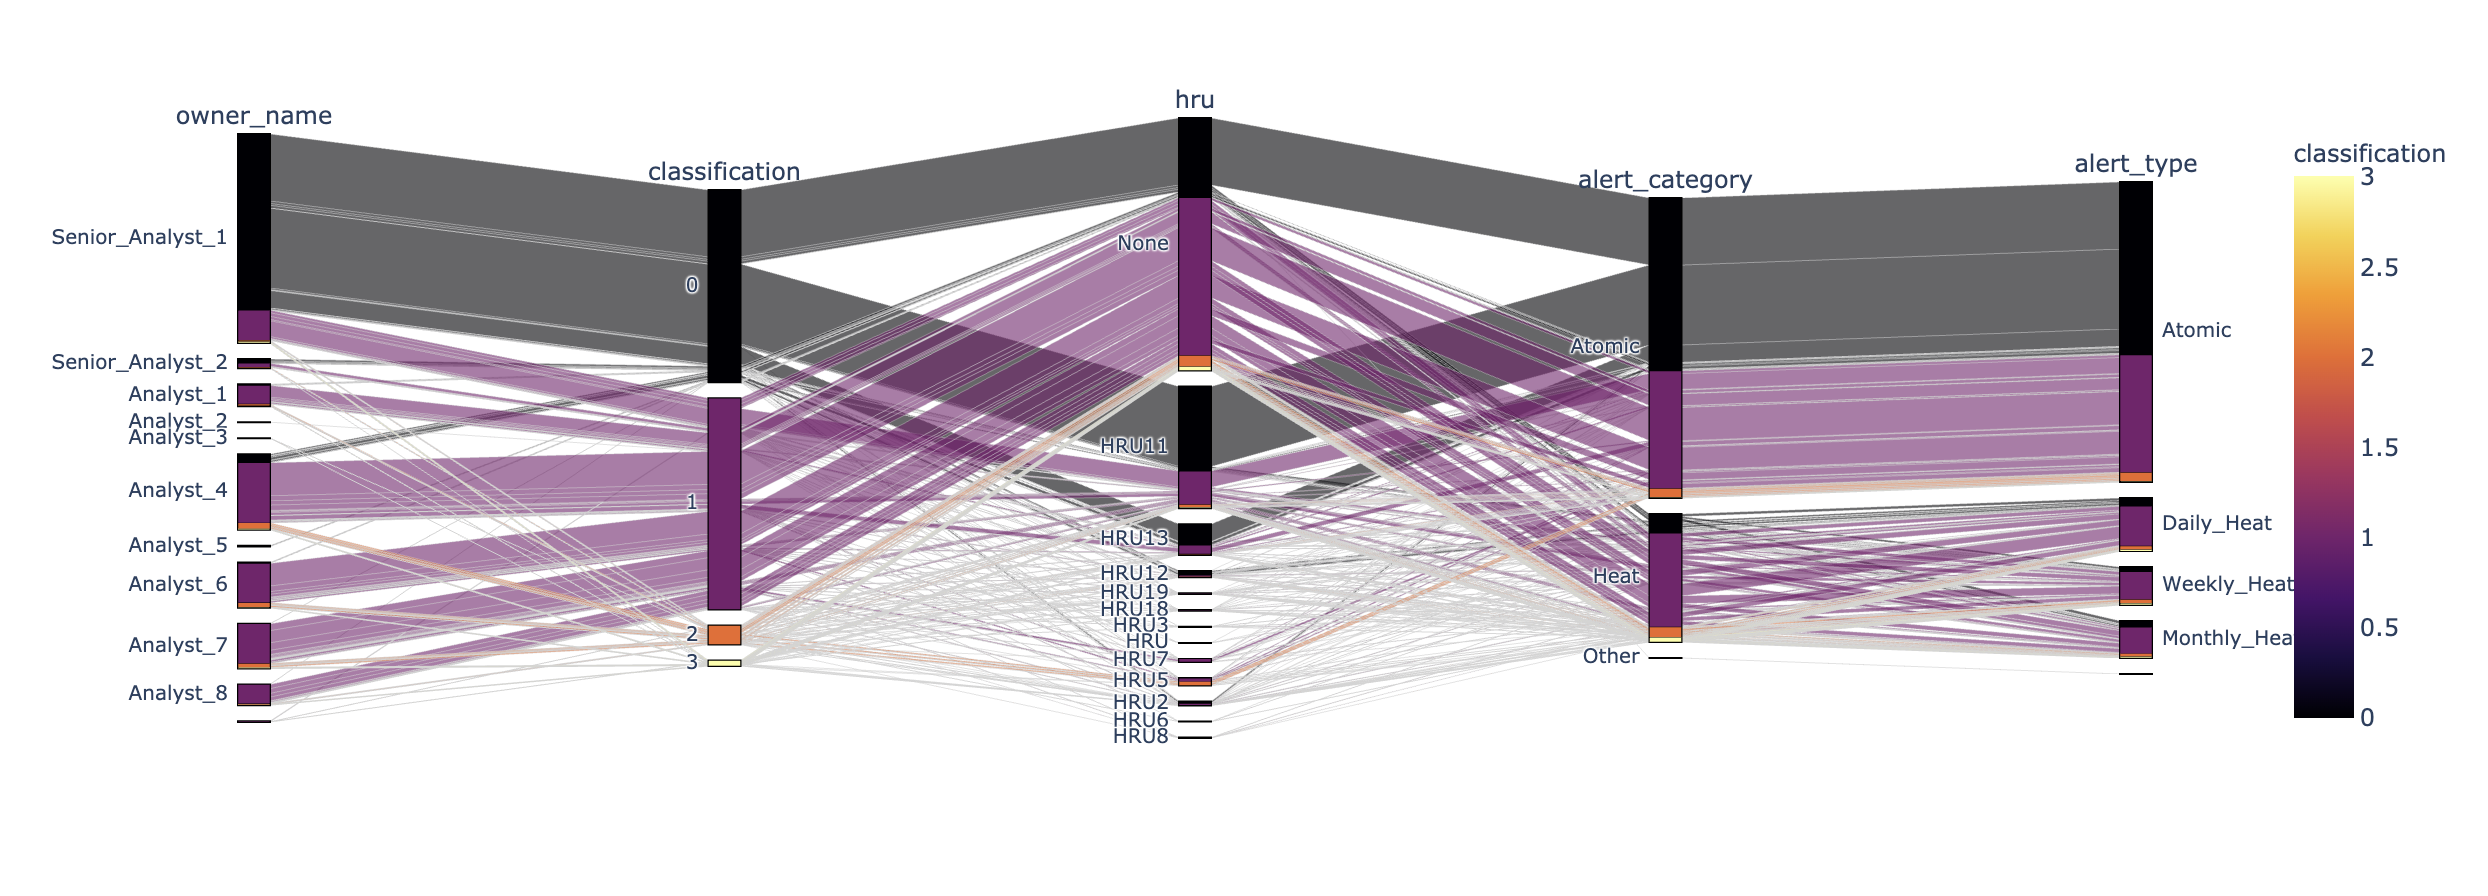 owner_name
Senior_Analyst_1
Senior_Analyst_2
Analyst_1
Analyst_2
Analyst_3
Analyst_4
Analyst_5
Analyst_6
Analyst_7
Analyst_8
classification
0
1
2
3
hru
None
HRU11
HRU13
HRU12
HRU19
HRU18
HRU3
HRU
HRU7
HRU5
HRU2
HRU6
HRU8
alert_category
Atomic
Heat
Other
alert_type
Atomic
Daily_Heat
Weekly_Heat
Monthly_Hea
classification
3
2.5
2
1.5
1
0.5
0